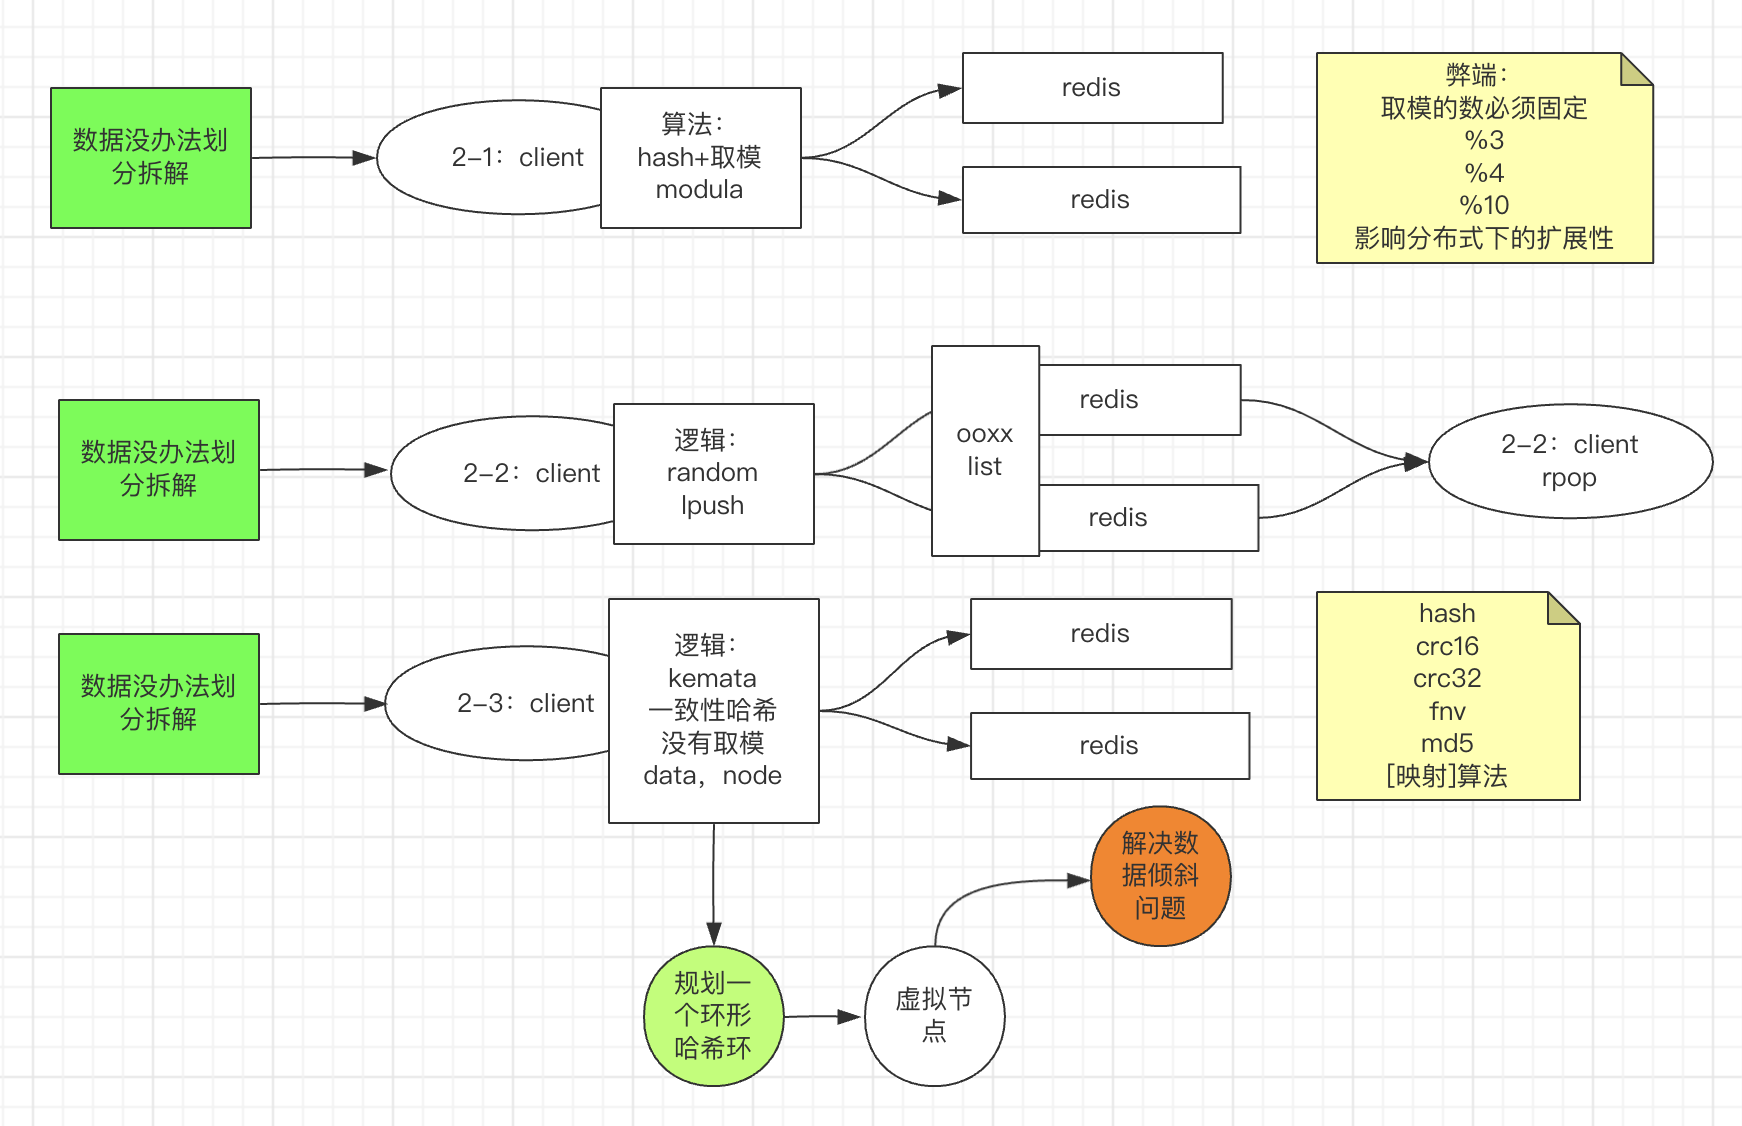 数据没办法划
分拆解
2-1：client
算法：
hash+取模
modula
redis
redis
弊端：
取模的数必须固定
%3
%4
%10
影响分布式下的扩展性
数据没办法划
分拆解
2-2：client
逻辑：
random
lpush
ooxx
list
redis
redis
2-2：client
rpop
数据没办法划
分拆解
2-3：client
逻辑：
kemata
一致性哈希
没有取模
data，node
redis
redis
hash
crc16
crc32
fnv
md5
[映射]算法
解决数
据倾斜
问题
规划一
个环形
哈希环
虚拟节
点